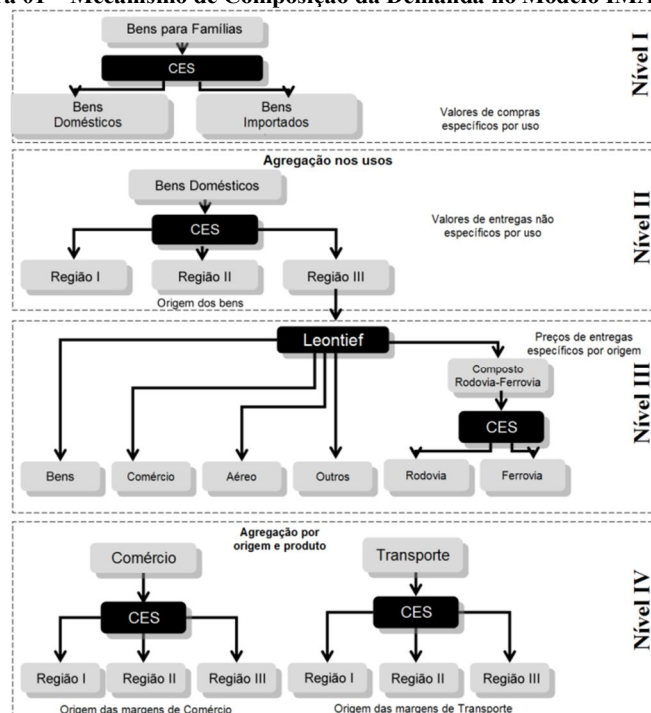 01 – Mecanismo de Composição da Demanda no Modelo
Bens para Famílias
CES
Bens
Domésticos
Bens
Importados
Valores de compras
específicos por uso
Nível I
Agregação nos usos
Bens Domésticos
CES
Valores de entregas não
específicos por uso
Região I
Região II
Região III
Origem dos bens
Nível II
Leontief
Preços de entregas
específicos por origem
Composto
Rodovia-Ferrovia
CES
Bens
Comércio
Aéreo
Outros
Rodovia
Ferrovia
Nível III
Agregação por
origem e produto
Comércio
Transporte
CES
CES
Região I
Região II
Região III
Região I
Região II
Região III
Origem das margens de Comércio
Origem das margens de Transporte
Nível IV